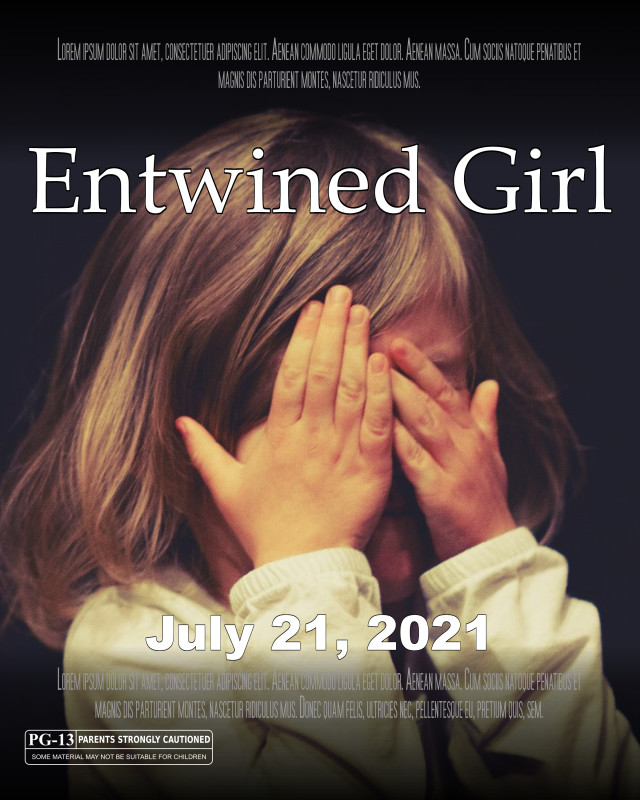 Lorem ipsum dolor sit amet, consectetuer adipiscing elit. Aenean commodo ligula eget dolor. Aenean massa. Cum sociis natoque penatibus et
magnis dis parturient montes, nascetur ridiculus mus.
Entwined Girl
July 21, 2021
Lorem ipsum dolor sit amet, consectetuer adipiscing elit. Aenean commodo ligula eget dolor. Aenean massa. Cum sociis natoque penatibus et
magnis dis parturient montes, nascetur ridiculus mus. Donec quam felis, ultricies nec, pellentesque eu, pretium quis, sem.
PG-13 PARENTS STRONGLY CAUTIONED
SOME MATERIAL MAY NOT BE SUITABLE FOR CHILDREN